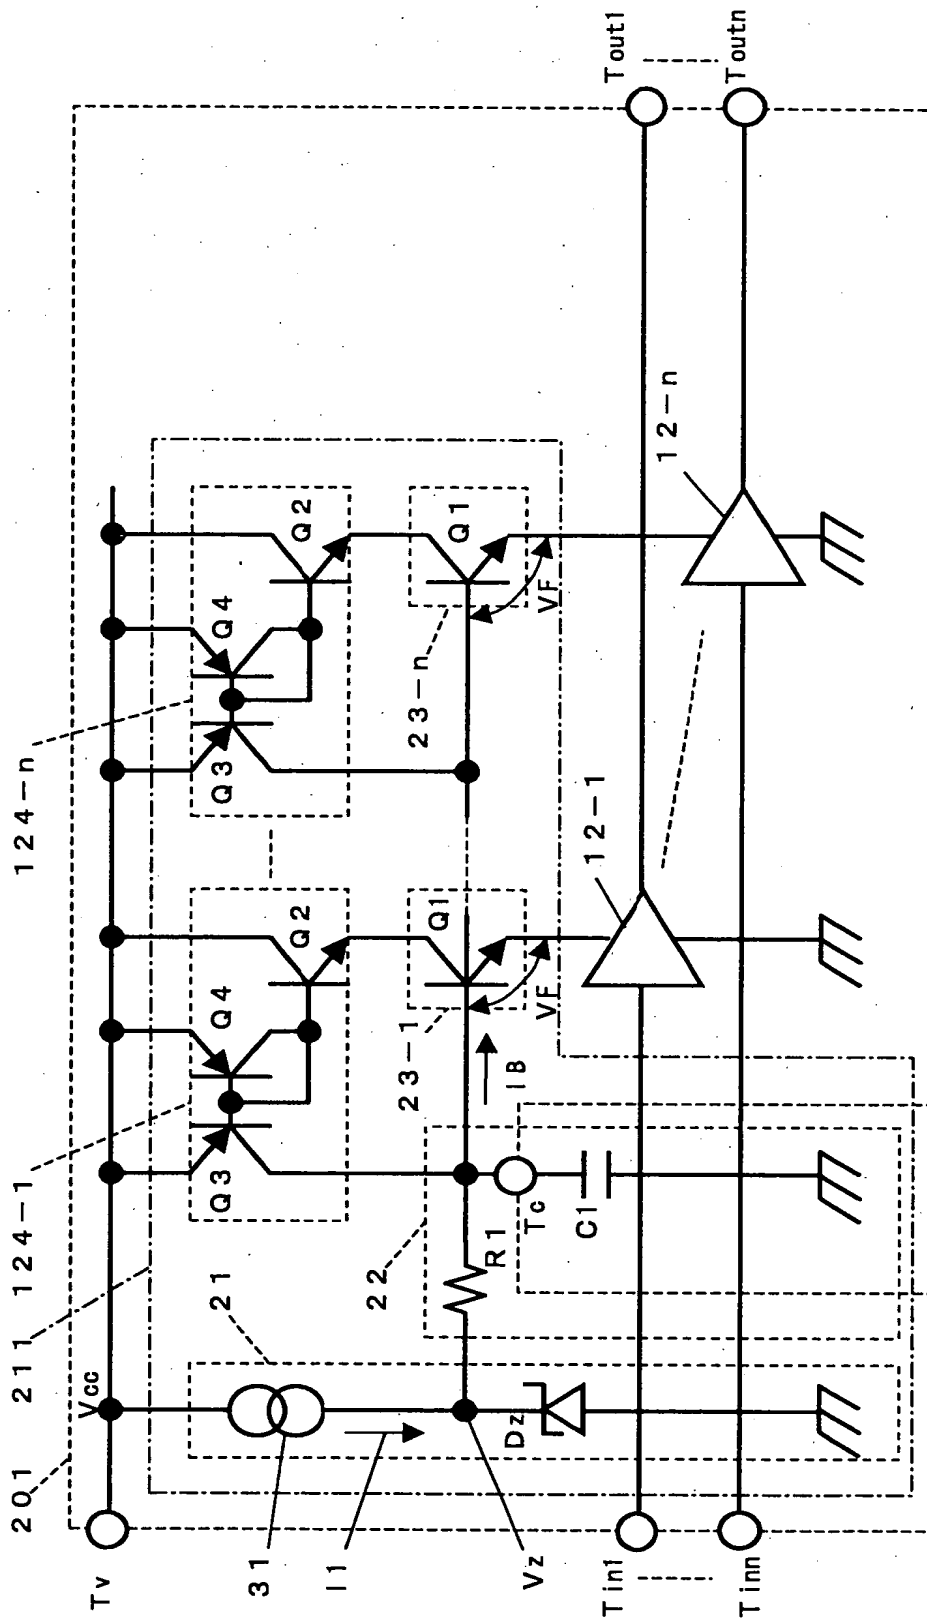 201
211
124-1
124-n
Tv
Vcc
21
22
31
I1
Vz
Dz
R1
Tc
C1
IB
Q3
Q4
Q2
23-1
Q1
VF
Q3
Q4
Q2
23-n
Q1
VF
12-1
12-n
Tin1
Tinn
Tout1
Toutn